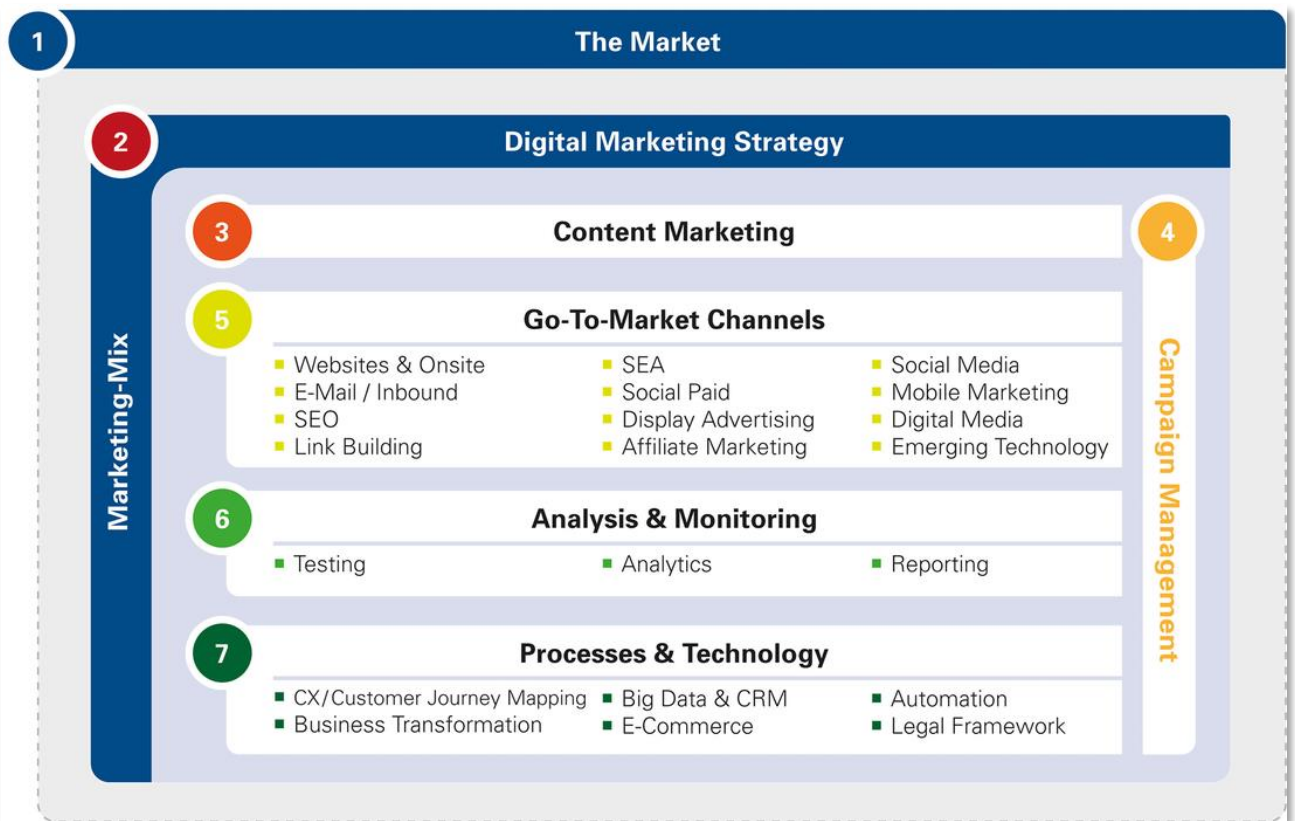 1
The Market
2
Digital Marketing Strategy
Marketing-Mix
3
Content Marketing
4
Campaign Management
5
Go-To-Market Channels
Websites & Onsite
E-Mail / Inbound
SEO
Link Building
SEA
Social Paid
Display Advertising
Affiliate Marketing
Social Media
Mobile Marketing
Digital Media
Emerging Technology
6
Analysis & Monitoring
Testing
Analytics
Reporting
7
Processes & Technology
CX/Customer Journey Mapping
Business Transformation
Big Data & CRM
E-Commerce
Automation
Legal Framework